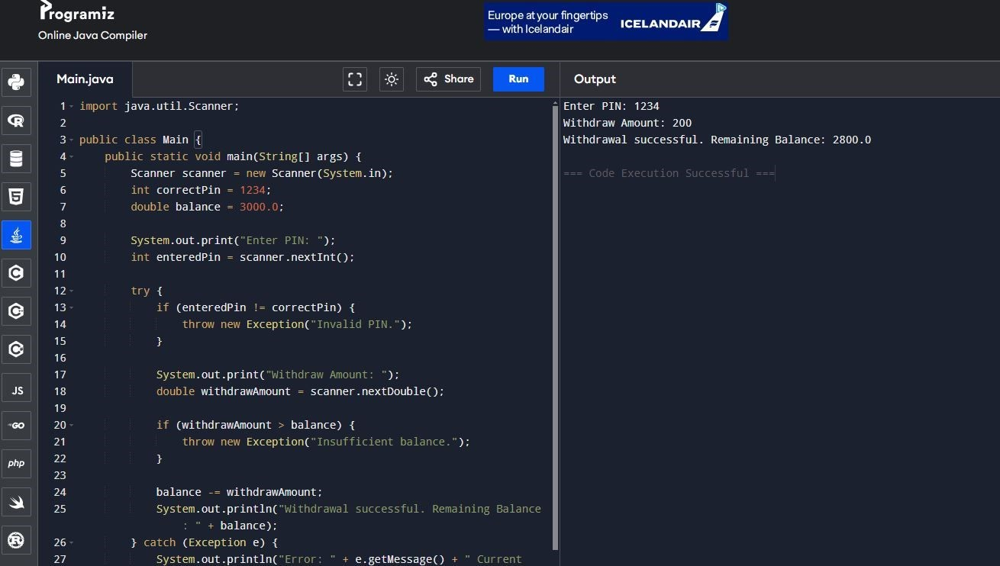 Programiz
Online Java Compiler
Europe at your fingertips
— with Icelandair
ICELANDAIR
Main.java
Share
Run
Output
1 import java.util.Scanner;
2
3 public class Main {
4 public static void main(String[] args) {
5 Scanner scanner = new Scanner(System.in);
6 int correctPin = 1234;
7 double balance = 3000.0;
8
9 System.out.print("Enter PIN: ");
10 int enteredPin = scanner.nextInt();
11
12 try {
13 if (enteredPin != correctPin) {
14 throw new Exception("Invalid PIN.");
15 }
16
17 System.out.print("Withdraw Amount: ");
18 double withdrawAmount = scanner.nextDouble();
19
20 if (withdrawAmount > balance) {
21 throw new Exception("Insufficient balance.");
22 }
23
24 balance -= withdrawAmount;
25 System.out.println("Withdrawal successful. Remaining Balance
: " + balance);
26 } catch (Exception e) {
27 System.out.println("Error: " + e.getMessage() + " Current
Enter PIN: 1234
Withdraw Amount: 200
Withdrawal successful. Remaining Balance: 2800.0
=== Code Execution Successful ===
R
5
C
C
C
JS
GO
php
R